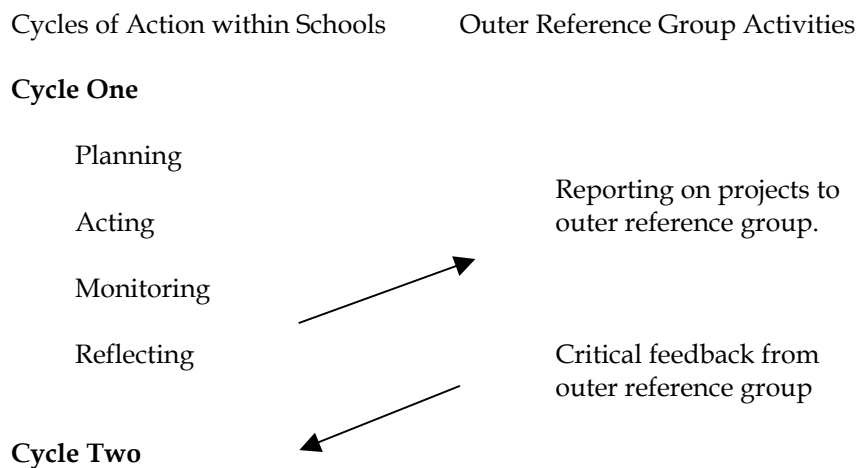 Cycles of Action within Schools
Outer Reference Group Activities
Cycle One
Planning
Acting
Monitoring
Reflecting
Reporting on projects to
outer reference group.
Critical feedback from
outer reference group
Cycle Two